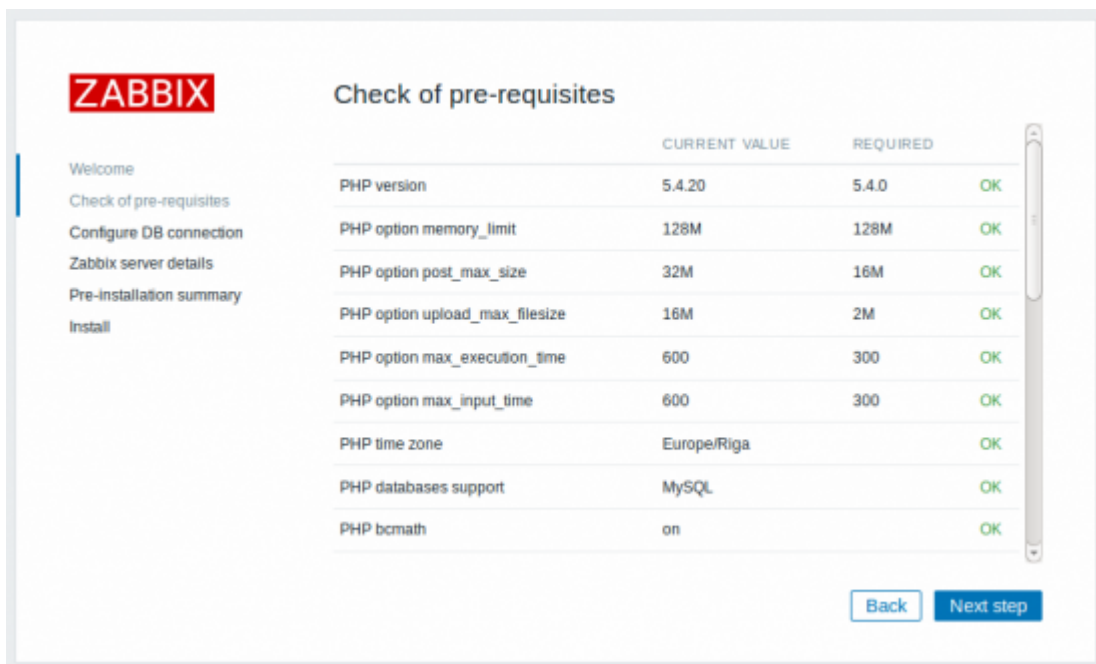 ZABBIX
Check of pre-requisites
Welcome
Check of pre-requisites
Configure DB connection
Zabbix server details
Pre-installation summary
Install
CURRENT VALUE REQUIRED
PHP version 5.4.20 5.4.0 OK
PHP option memory_limit 128M 128M OK
PHP option post_max_size 32M 16M OK
PHP option upload_max_filesize 16M 2M OK
PHP option max_execution_time 600 300 OK
PHP option max_input_time 600 300 OK
PHP time zone Europe/Riga OK
PHP databases support MySQL OK
PHP bcmath on OK
Back Next step